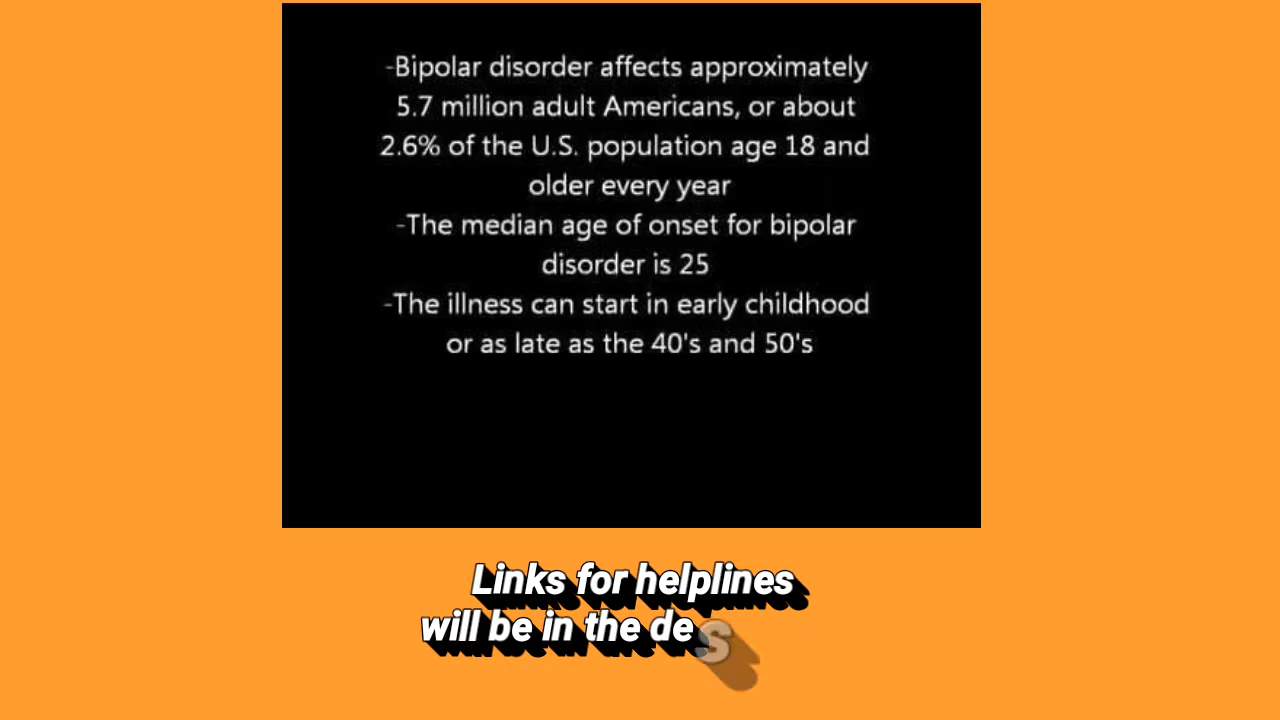 -Bipolar disorder affects approximately
5.7 million adult Americans, or about
2.6% of the U.S. population age 18 and
older every year
-The median age of onset for bipolar
disorder is 25
-The illness can start in early childhood
or as late as the 40's and 50's
Links for helplines
will be in the des